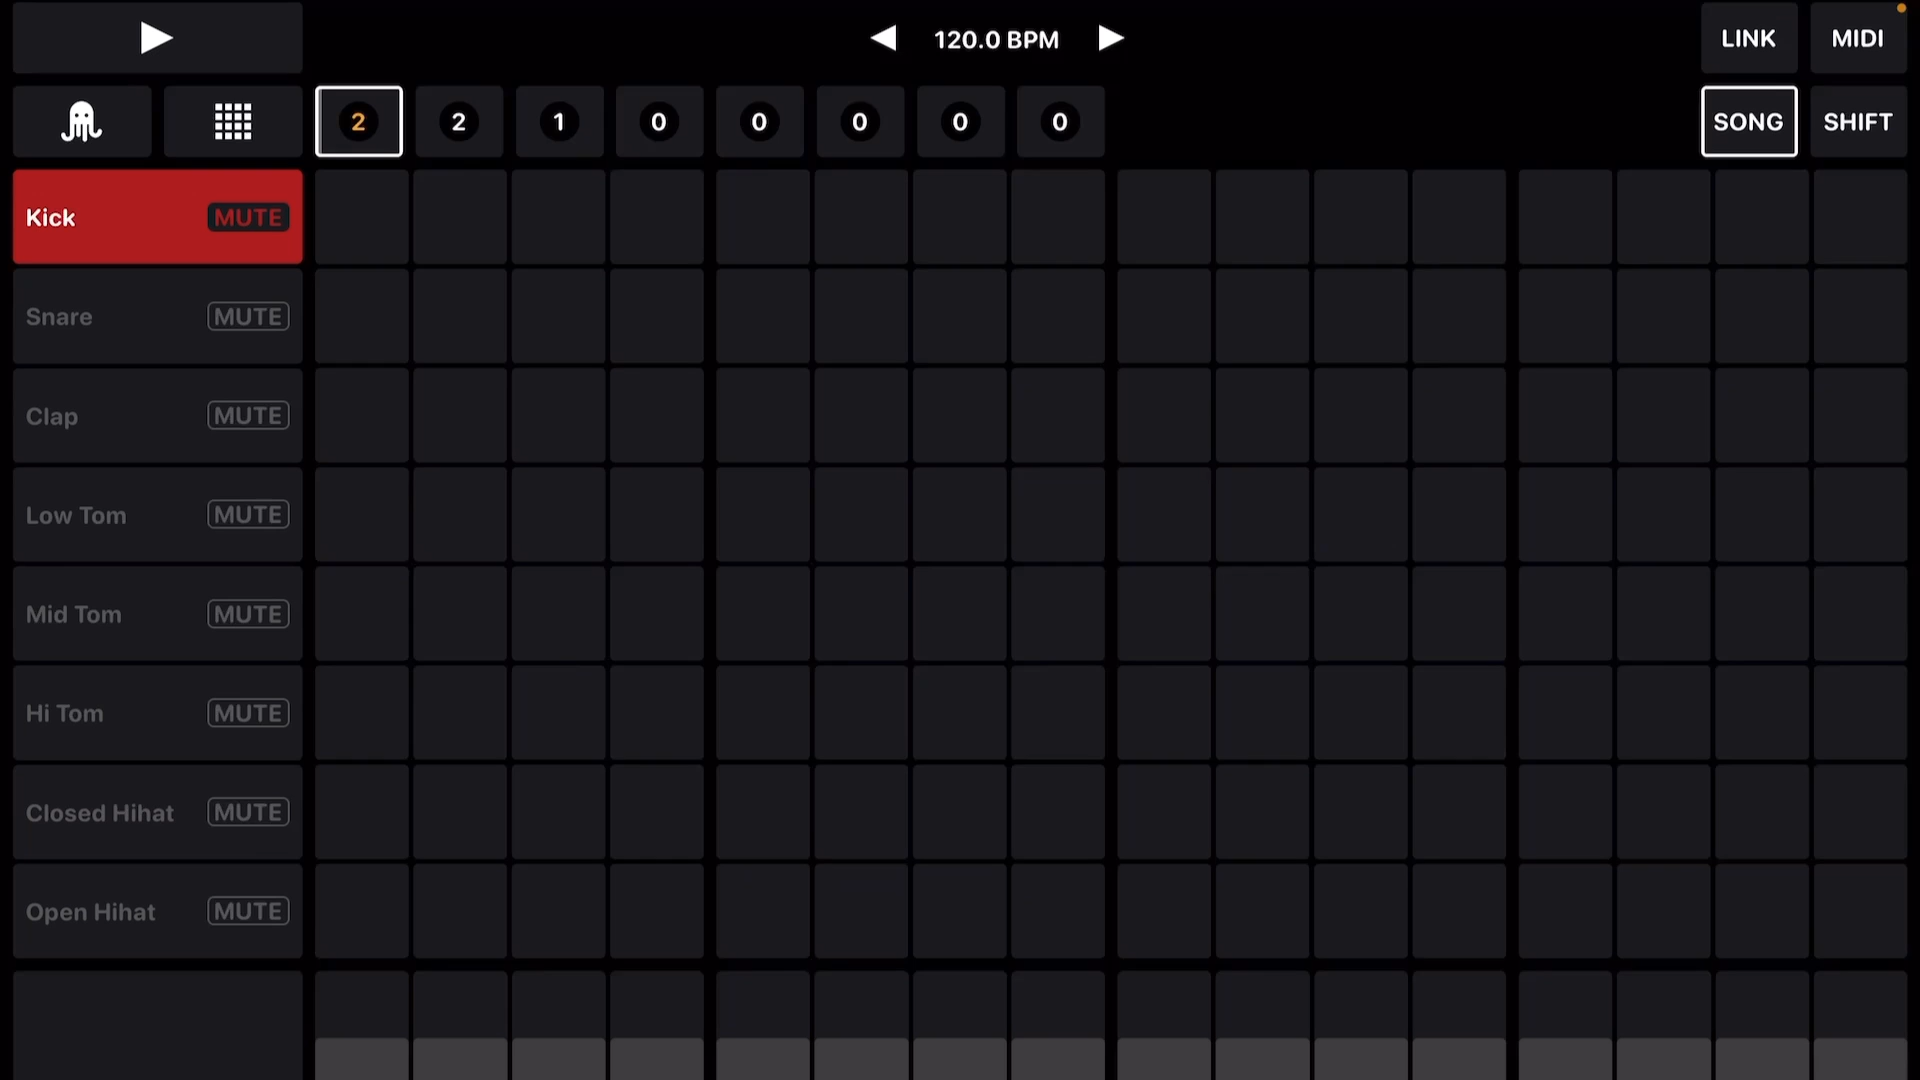 120.0 BPM
LINK MIDI
2 2 1 0 0 0 0 0
SONG SHIFT
Kick MUTE
Snare MUTE
Clap MUTE
Low Tom MUTE
Mid Tom MUTE
Hi Tom MUTE
Closed Hihat MUTE
Open Hihat MUTE